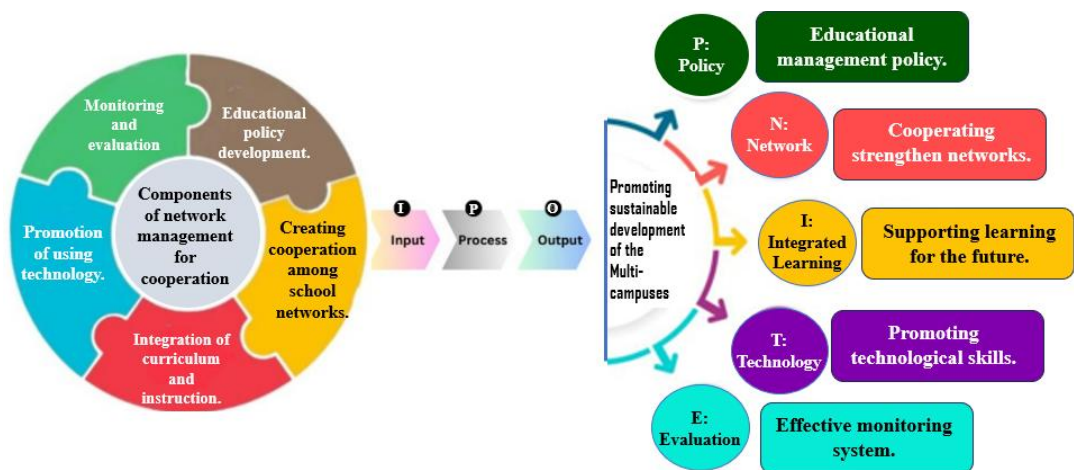 Monitoring
and
evaluation
Educational
policy
development.
Components
of network
management
for
cooperation
Promotion
of using
technology.
Creating
cooperation
among
school
networks.
Integration of
curriculum
and
instruction.
I
Input
P
Process
O
Output
Promoting
sustainable
development
of the
Multi-
campuses
P:
Policy
Educational
management policy.
N:
Network
Cooperating
strengthen networks.
I:
Integrated
Learning
Supporting learning
for the future.
T:
Technology
Promoting
technological skills.
E:
Evaluation
Effective monitoring
system.